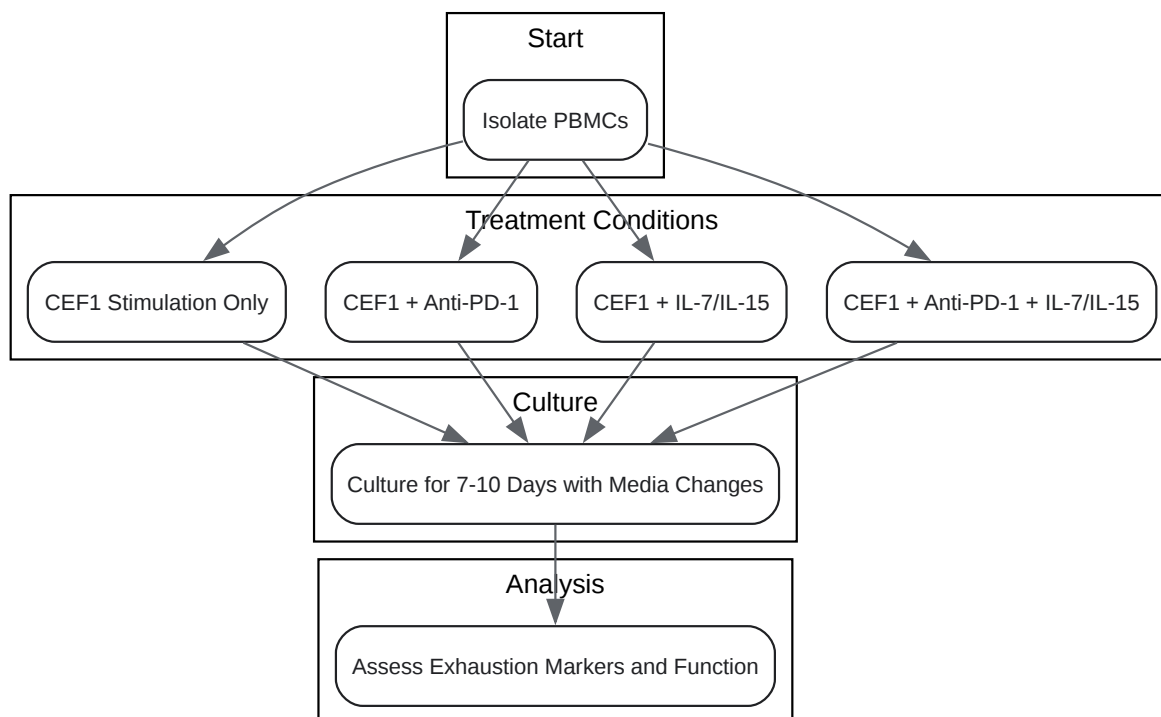 Start
Isolate PBMCs
Treatment Conditions
CEF1 Stimulation Only
CEF1 + Anti-PD-1
CEF1 + IL-7/IL-15
CEF1 + Anti-PD-1 + IL-7/IL-15
Culture
Culture for 7-10 Days with Media Changes
Analysis
Assess Exhaustion Markers and Function